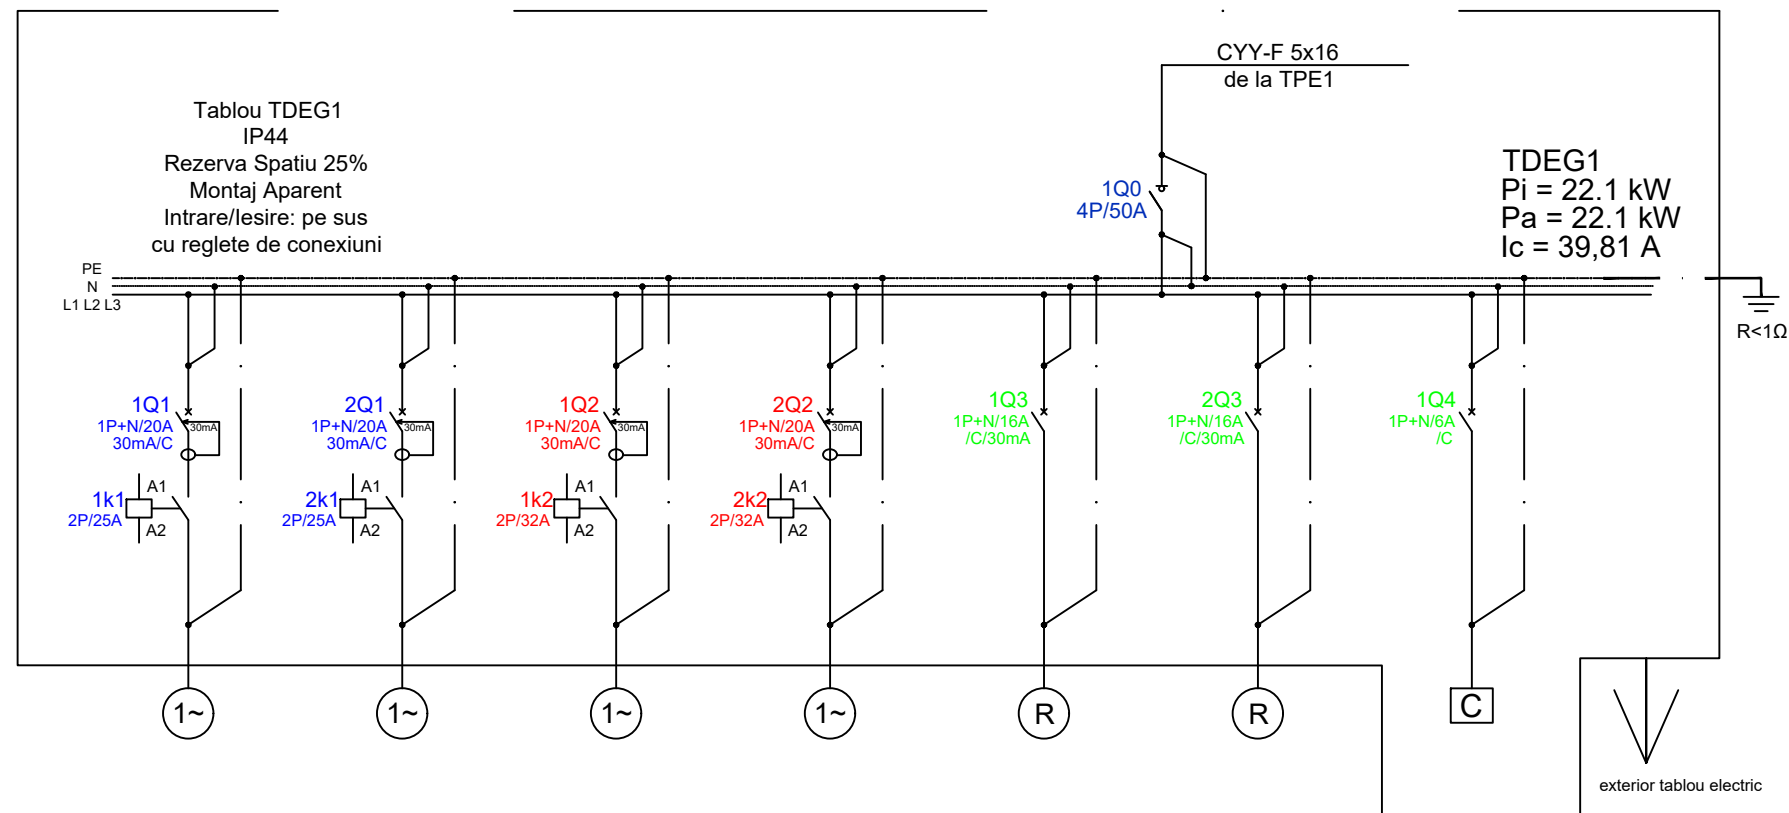 CYY-F 5x16
de la TPE1
Tablou TDEG1
IP44
Rezerva Spatiu 25%
Montaj Aparent
Intrare/Iesire: pe sus
cu reglete de conexiuni
1Q0
4P/50A
TDEG1
Pi = 22.1 kW
Pa = 22.1 kW
Ic = 39,81 A
PE
N
L1 L2 L3
R<1Ω
1Q1
1P+N/20A
30mA/C
30mA
2Q1
1P+N/20A
30mA/C
30mA
1Q2
1P+N/20A
30mA/C
30mA
2Q2
1P+N/20A
30mA/C
30mA
1Q3
1P+N/16A
/C/30mA
2Q3
1P+N/16A
/C/30mA
1Q4
1P+N/6A
/C
1k1
2P/25A
A1
A2
2k1
2P/25A
A1
A2
1k2
2P/32A
A1
A2
2k2
2P/32A
A1
A2
1~
1~
1~
1~
R
R
C
exterior tablou electric